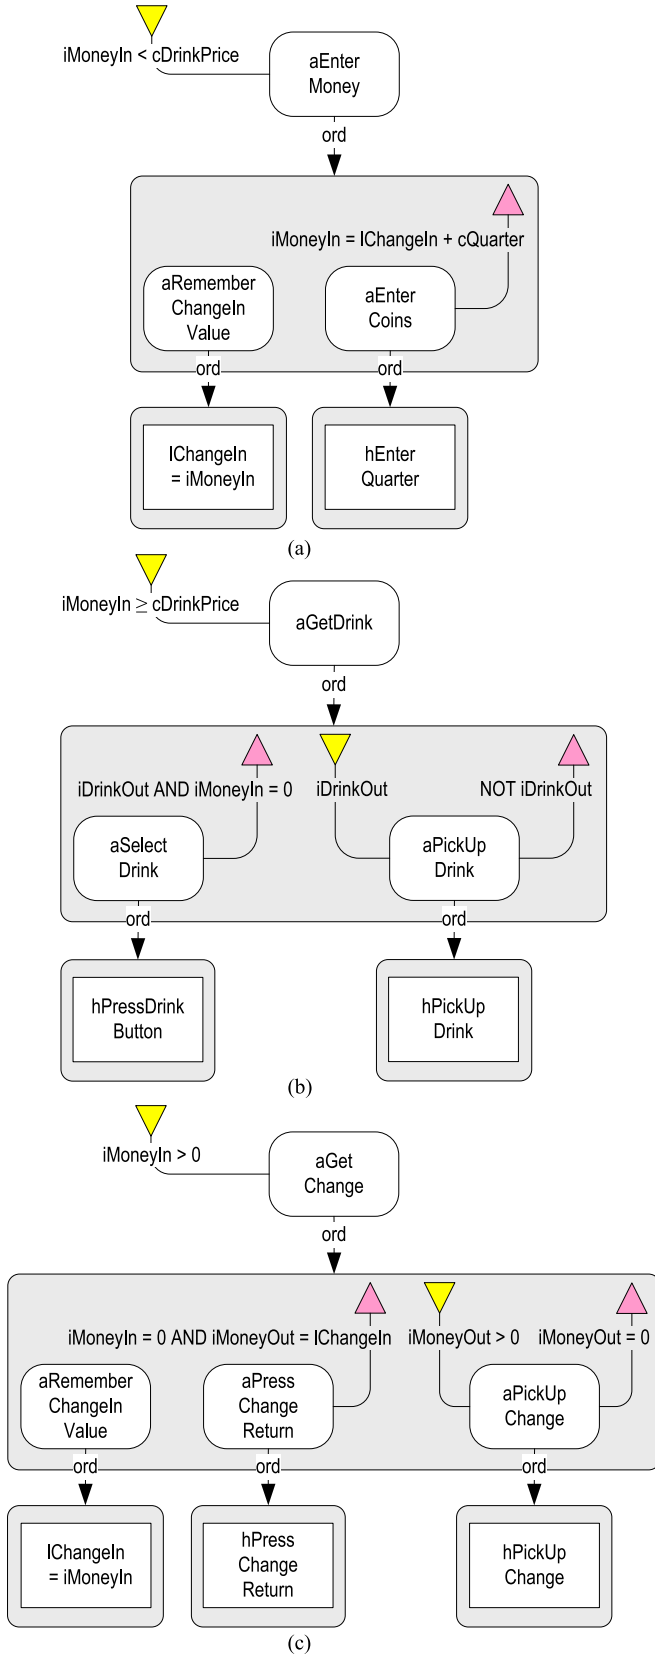 iMoneyIn < cDrinkPrice
aEnter
Money
ord
iMoneyIn = lChangeIn + cQuarter
aRemember
ChangeIn
Value
aEnter
Coins
ord
ord
lChangeIn
= iMoneyIn
hEnter
Quarter
(a)
iMoneyIn ≥ cDrinkPrice
aGetDrink
ord
iDrinkOut AND iMoneyIn = 0
iDrinkOut
NOT iDrinkOut
aSelect
Drink
aPickUp
Drink
ord
ord
hPressDrink
Button
hPickUp
Drink
(b)
iMoneyIn > 0
aGet
Change
ord
iMoneyIn = 0 AND iMoneyOut = lChangeIn
iMoneyOut > 0
iMoneyOut = 0
aRemember
ChangeIn
Value
aPress
Change
Return
aPickUp
Change
ord
ord
ord
lChangeIn
= iMoneyIn
hPress
Change
Return
hPickUp
Change
(c)